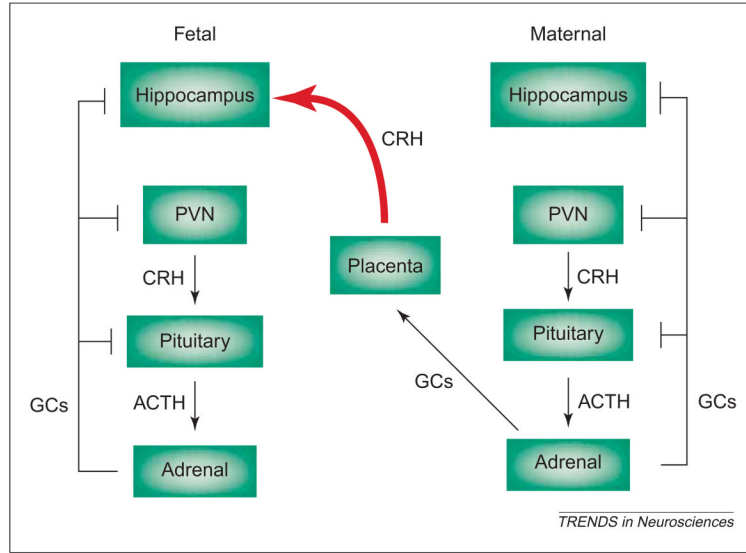 Fetal
Maternal
Hippocampus
Hippocampus
CRH
PVN
PVN
Placenta
CRH
CRH
Pituitary
Pituitary
GCs
GCs
ACTH
ACTH
GCs
Adrenal
Adrenal
TRENDS in Neurosciences